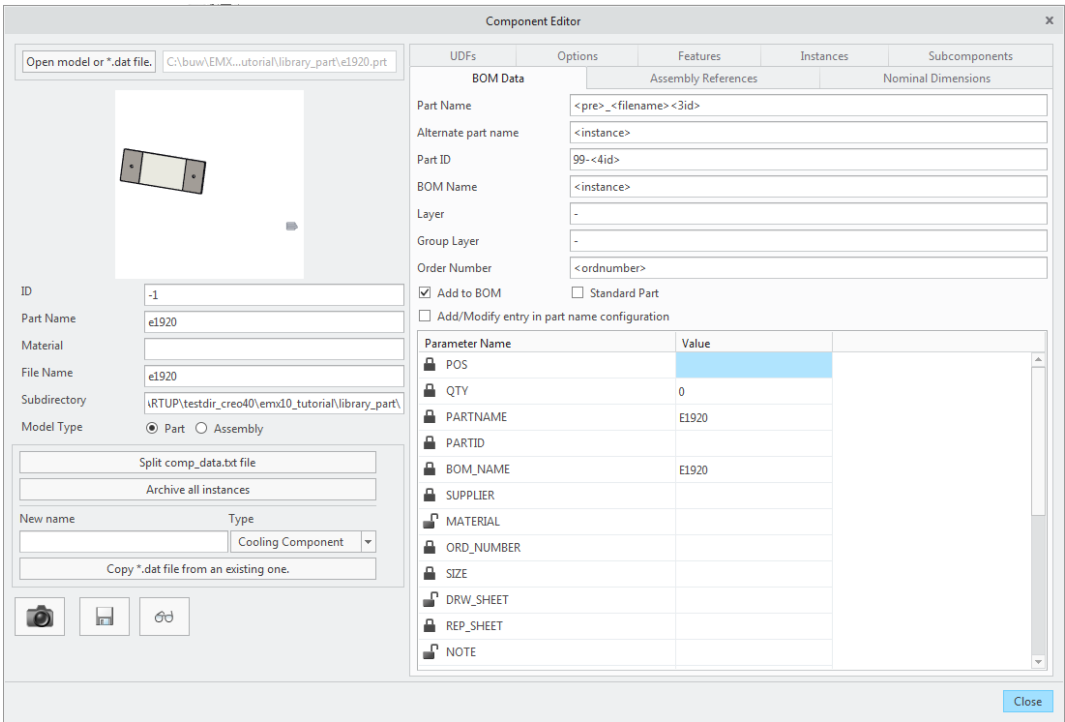 Component Editor
Open model or *.dat file.
C:\buw\EMX...utorial\library_part\e1920.prt
ID
-1
Part Name
e1920
Material
File Name
e1920
Subdirectory
\RTUP\testdir_creo40\emx10_tutorial\library_part\
Model Type
Part
Assembly
Split comp_data.txt file
Archive all instances
New name
Type
Cooling Component
Copy *.dat file from an existing one.
UDFs
Options
Features
Instances
Subcomponents
BOM Data
Assembly References
Nominal Dimensions
Part Name
<pre>_<filename><3id>
Alternate part name
<instance>
Part ID
99-<4id>
BOM Name
<instance>
Layer
-
Group Layer
-
Order Number
<ordnumber>
Add to BOM
Standard Part
Add/Modify entry in part name configuration
Parameter Name
Value
POS
QTY
0
PARTNAME
E1920
PARTID
BOM_NAME
E1920
SUPPLIER
MATERIAL
ORD_NUMBER
SIZE
DRW_SHEET
REP_SHEET
NOTE
Close